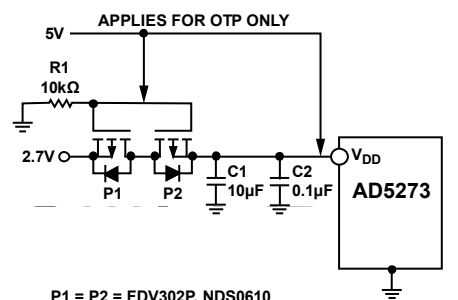 APPLIES FOR OTP ONLY
5V
R1
10kΩ
2.7V
P1
P2
C1
10µF
C2
0.1µF
VDD
AD5273
P1 = P2 = FDV302P, NDS0610